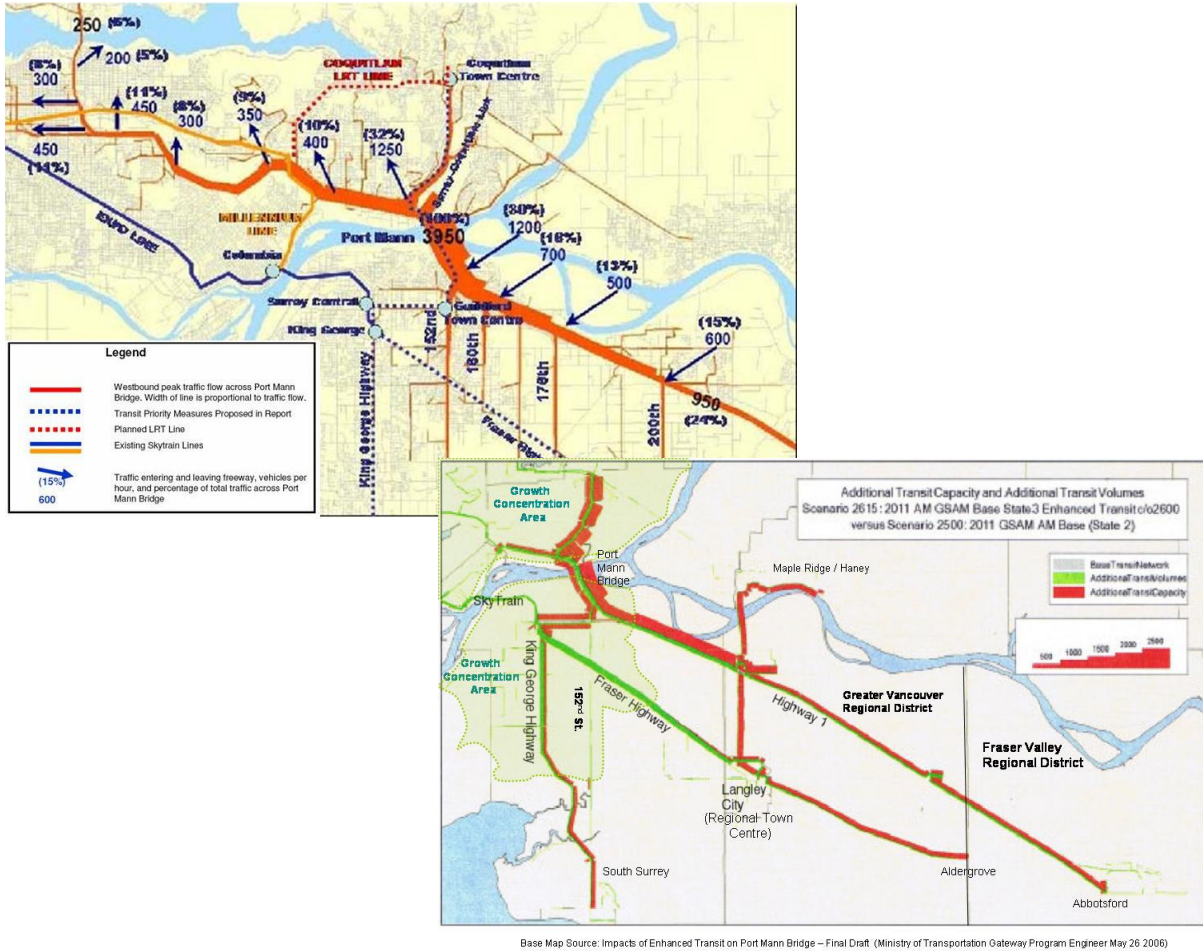 250 (6%)
200 (5%)
(8%)
300
(11%)
450
(8%)
300
(9%)
350
450
(11%)
COQUITLAM
LRT LINE
Coquitlam
Town Centre
(10%)
400
(32%)
1250
MILLENNIUM
LINE
Columbia
Port Mann
(100%)
3950
(30%)
1200
(18%)
700
(13%)
500
(15%)
600
950
(24%)
Surrey Central
King George
Guildford
Town Centre
152nd
160th
176th
200th
King George Highway
Legend
Westbound peak traffic flow across Port Mann
Bridge. Width of line is proportional to traffic flow.
Transit Priority Measures Proposed in Report
Planned LRT Line
Existing Skytrain Lines
(15%)
600
Traffic entering and leaving freeway, vehicles per
hour, and percentage of total traffic across Port
Mann Bridge
Additional Transit Capacity and Additional Transit Volumes
Scenario 2615: 2011 AM GSAM Base State3 Enhanced Transit c/o2600
versus Scenario 2500: 2011 GSAM AM Base (State 2)
BaseTransitNetwork
AdditionalTransitVolumes
AdditionalTransitCapacity
500 1000 1500 2000 2500
Growth
Concentration
Area
Port
Mann
Bridge
Maple Ridge / Haney
SkyTrain
Growth
Concentration
Area
King George Highway
152nd St.
Fraser Highway
Highway 1
Greater Vancouver
Regional District
Fraser Valley
Regional District
Langley
City
(Regional Town
Centre)
South Surrey
Aldergrove
Abbotsford
Base Map Source: Impacts of Enhanced Transit on Port Mann Bridge – Final Draft (Ministry of Transportation Gateway Program Engineer May 26 2006)